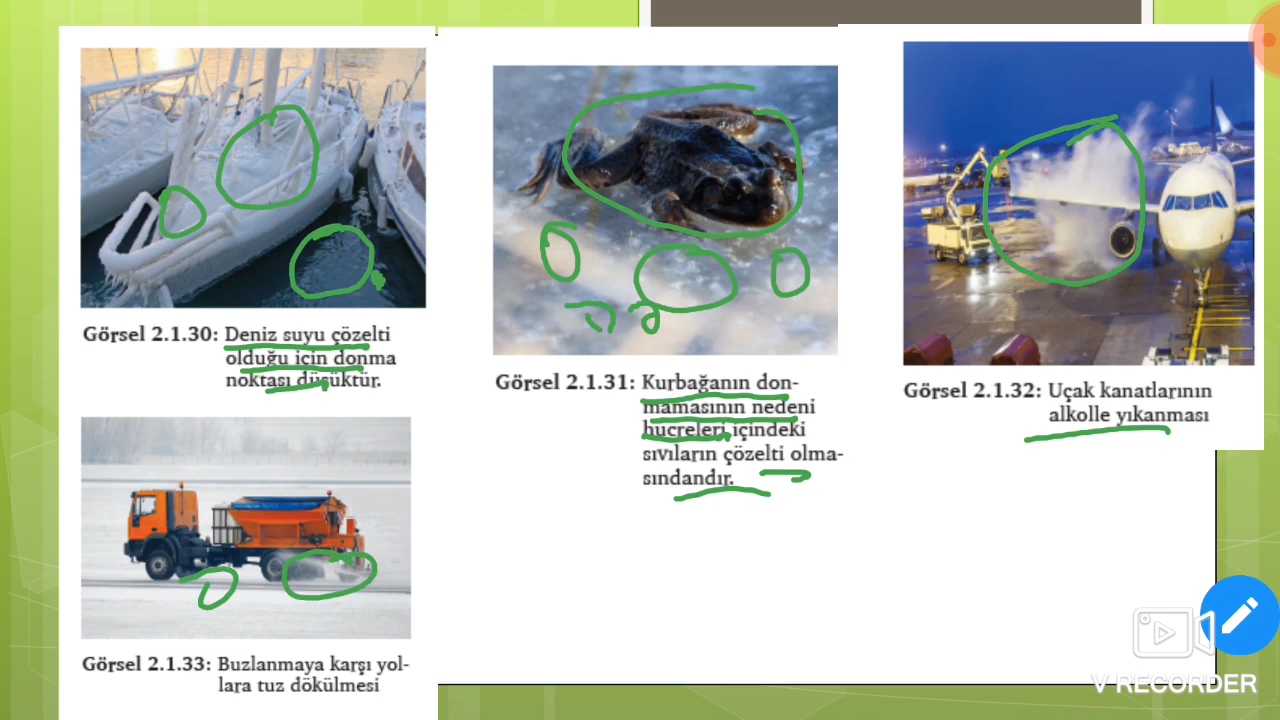 Görsel 2.1.30: Deniz suyu çözelti
olduğu için donma
noktası düşüktür.
Görsel 2.1.31: Kurbağanın don-
mamasının nedeni
hücreleri içindeki
sıvıların çözelti olma-
sındandır.
Görsel 2.1.32: Uçak kanatlarının
alkolle yıkanması
Görsel 2.1.33: Buzlanmaya karşı yol-
lara tuz dökülmesi
V RECORDER